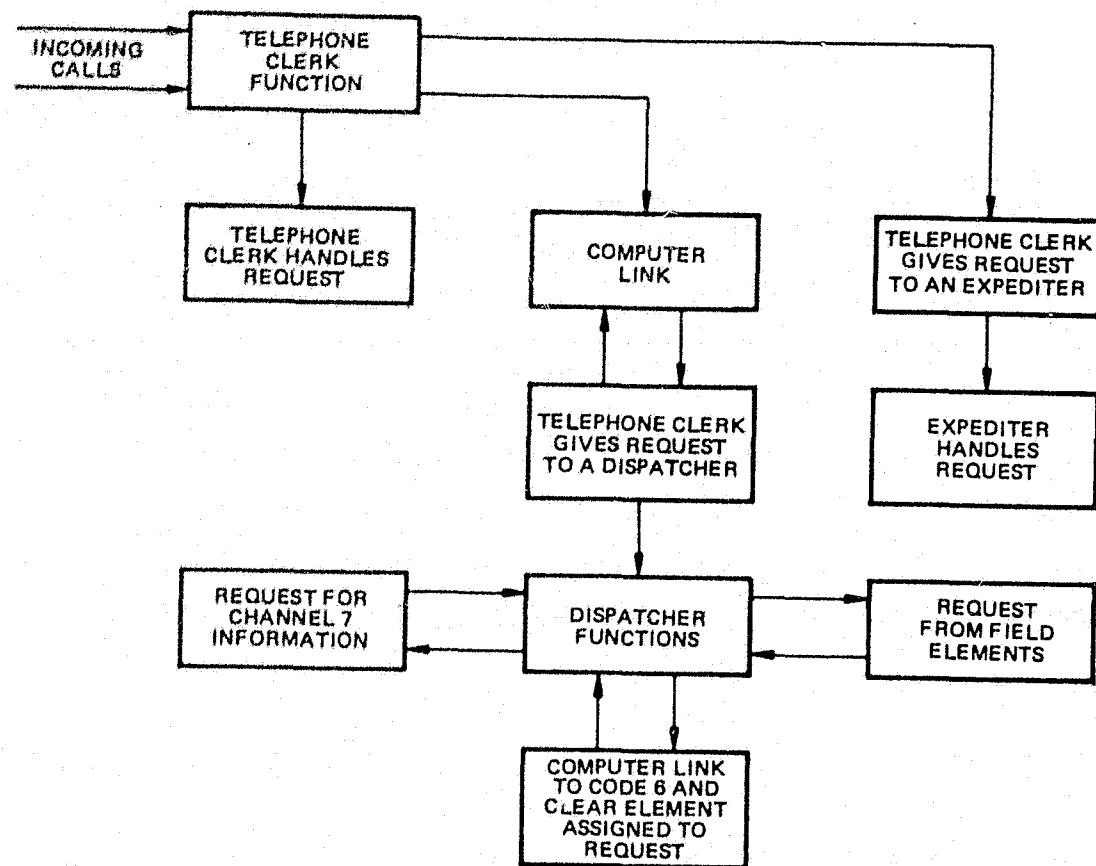 INCOMING
CALLS
TELEPHONE
CLERK
FUNCTION
TELEPHONE
CLERK HANDLES
REQUEST
COMPUTER
LINK
TELEPHONE CLERK
GIVES REQUEST
TO AN EXPEDITER
TELEPHONE CLERK
GIVES REQUEST
TO A DISPATCHER
EXPEDITER
HANDLES
REQUEST
REQUEST FOR
CHANNEL 7
INFORMATION
DISPATCHER
FUNCTIONS
REQUEST
FROM FIELD
ELEMENTS
COMPUTER LINK
TO CODE 6 AND
CLEAR ELEMENT
ASSIGNED TO
REQUEST